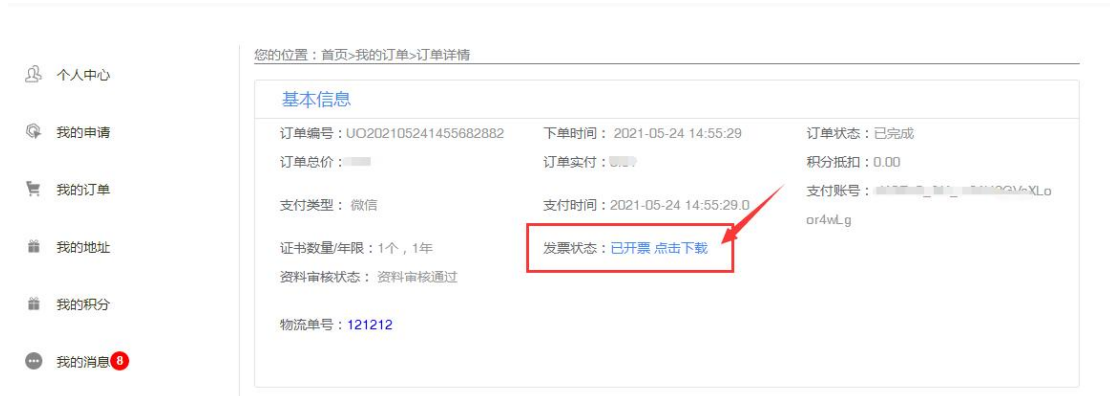 您的位置：首页>我的订单>订单详情
个人中心
我的申请
我的订单
我的地址
我的积分
我的消息 8
基本信息
订单编号：UO202105241455682882 下单时间： 2021-05-24 14:55:29 订单状态：已完成
订单总价： 订单实付： 积分抵扣：0.00
支付类型： 微信 支付时间：2021-05-24 14:55:29.0 支付账号：
or4wLg
证书数量/年限：1个，1年 发票状态：已开票 点击下载
资料审核状态： 资料审核通过
物流单号：121212